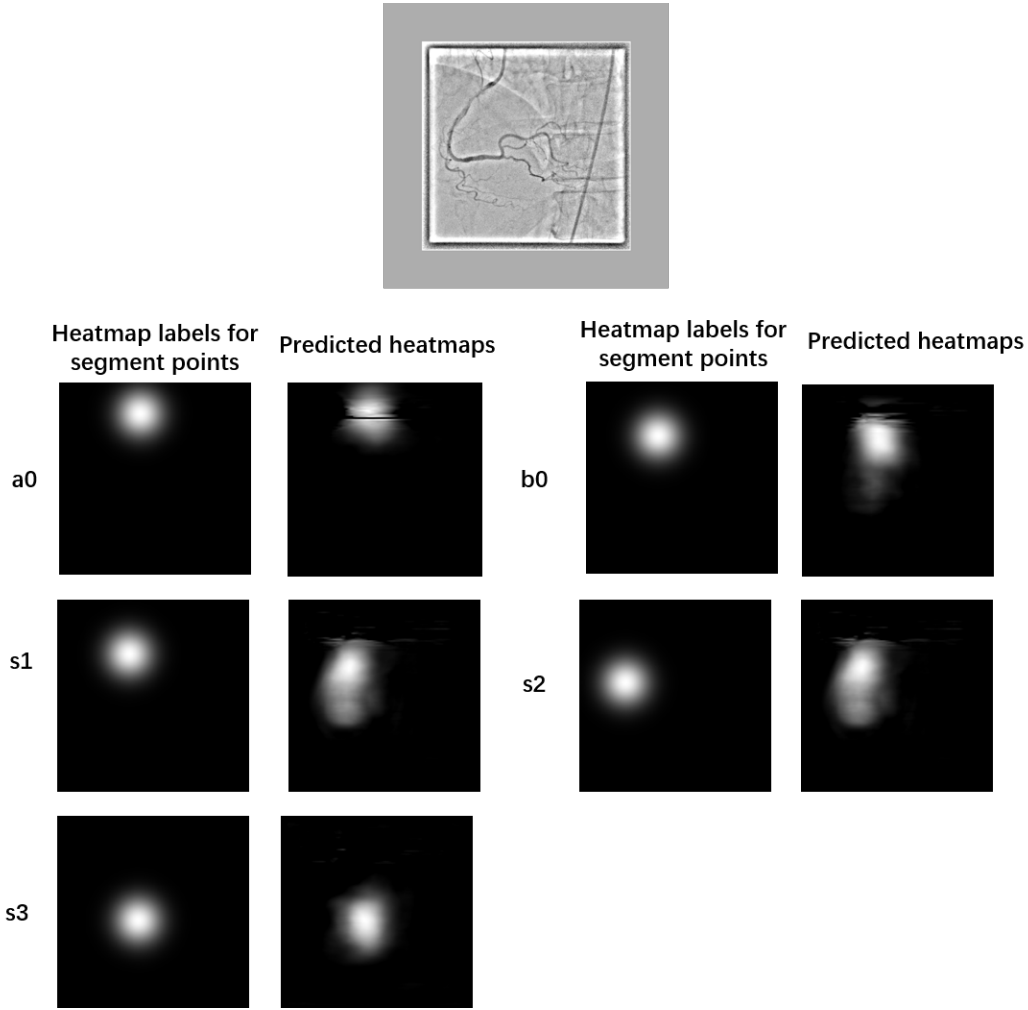 Heatmap labels for
segment points
Predicted heatmaps
Heatmap labels for
segment points
Predicted heatmaps
a0
b0
s1
s2
s3